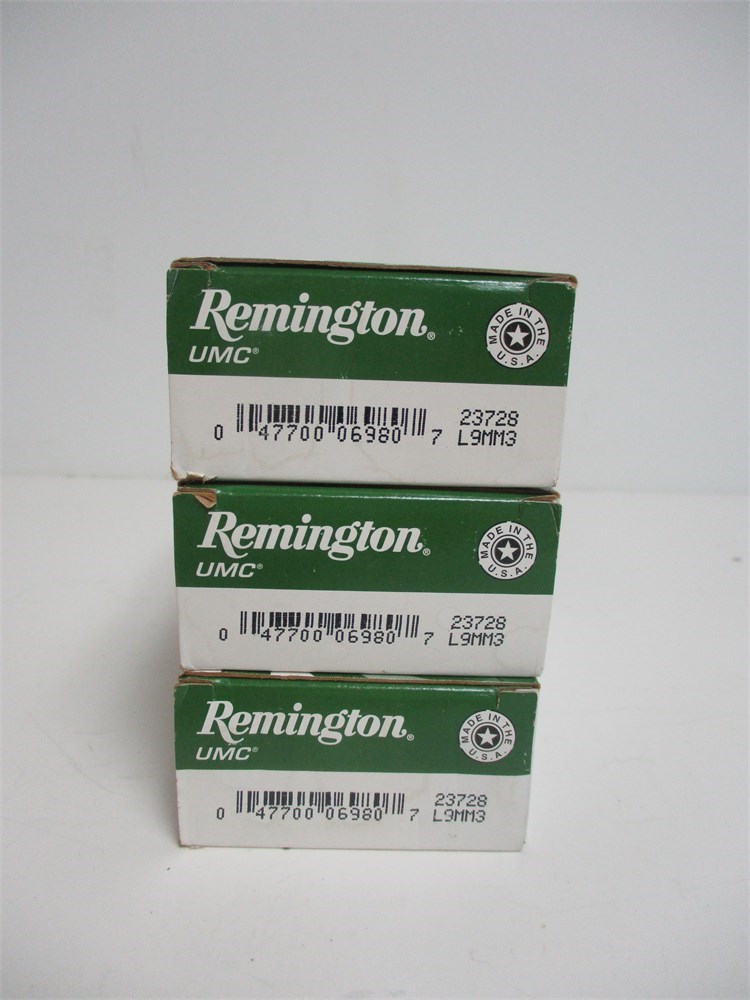 Remington®
UMC®
MADE IN THE U.S.A.
0 47700 06980 7
23728
L9MM3
Remington®
UMC®
MADE IN THE U.S.A.
0 47700 06980 7
23728
L9MM3
Remington®
UMC®
MADE IN THE U.S.A.
0 47700 06980 7
23728
L9MM3